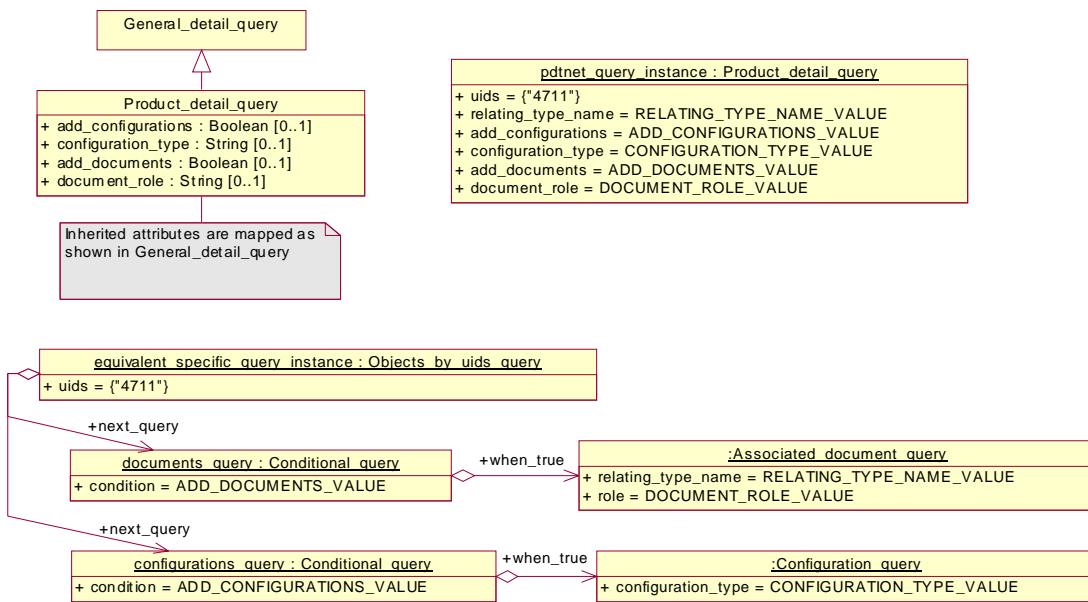 General_detail_query
Product_detail_query
+ add_configurations : Boolean [0..1]
+ configuration_type : String [0..1]
+ add_documents : Boolean [0..1]
+ document_role : String [0..1]
Inherited attributes are mapped as
shown in General_detail_query
pdtnet_query_instance : Product_detail_query
+ uids = {"4711"}
+ relating_type_name = RELATING_TYPE_NAME_VALUE
+ add_configurations = ADD_CONFIGURATIONS_VALUE
+ configuration_type = CONFIGURATION_TYPE_VALUE
+ add_documents = ADD_DOCUMENTS_VALUE
+ document_role = DOCUMENT_ROLE_VALUE
equivalent_specific_query_instance : Objects_by_uids_query
+ uids = {"4711"}
+next_query
documents_query : Conditional_query
+ condition = ADD_DOCUMENTS_VALUE
+when_true
:Associated_document_query
+ relating_type_name = RELATING_TYPE_NAME_VALUE
+ role = DOCUMENT_ROLE_VALUE
+next_query
configurations_query : Conditional_query
+ condition = ADD_CONFIGURATIONS_VALUE
+when_true
:Configuration_query
+ configuration_type = CONFIGURATION_TYPE_VALUE